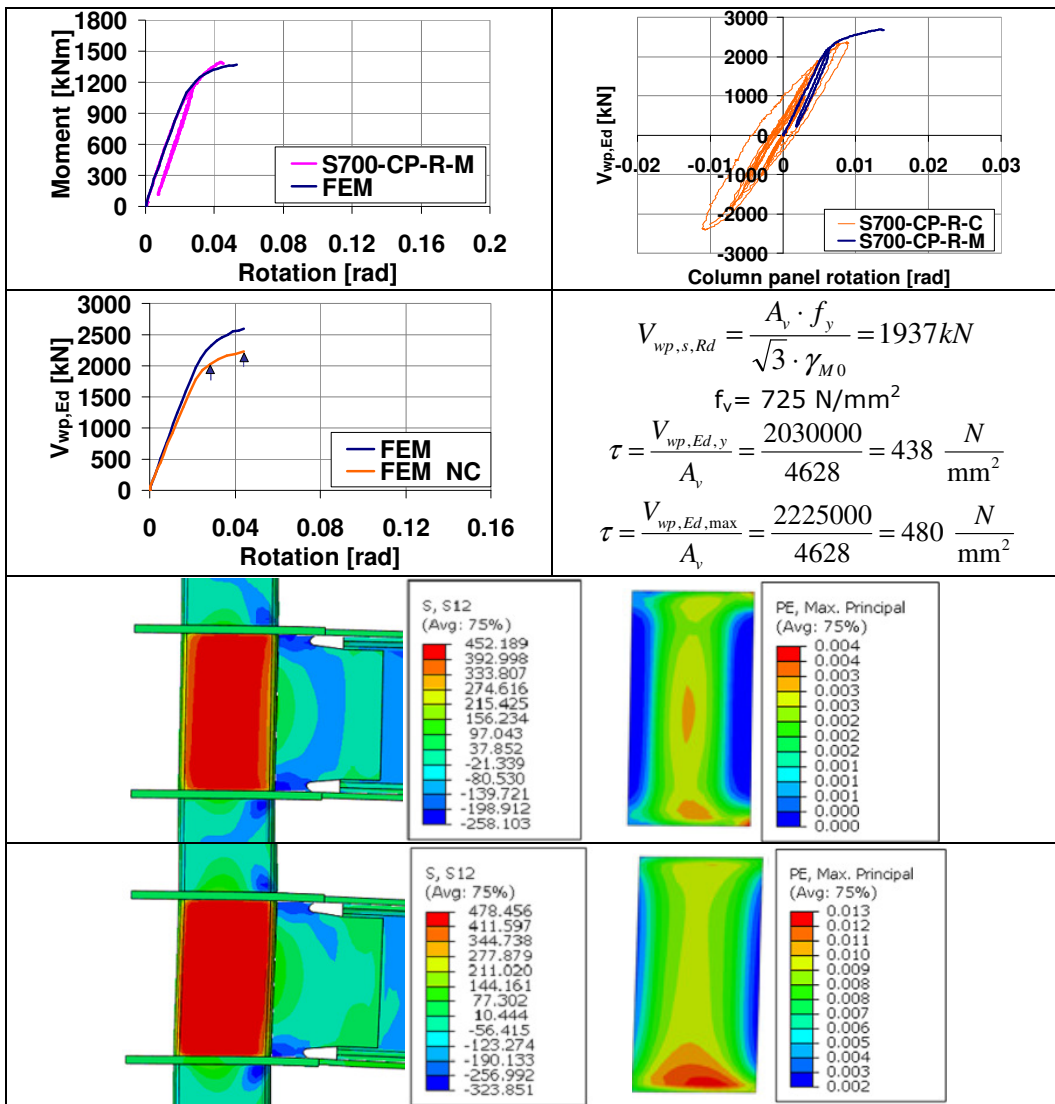 1800
1500
1200
900
600
300
0
Moment [kNm]
S700-CP-R-M
FEM
0 0.04 0.08 0.12 0.16 0.2
Rotation [rad]
3000
2000
1000
0
-1000
-2000
-3000
V_wp,Ed [kN]
-0.02 -0.01 0 0.01 0.02 0.03
S700-CP-R-C
S700-CP-R-M
Column panel rotation [rad]
3000
2500
2000
1500
1000
500
0
V_wp,Ed [kN]
FEM
FEM NC
0 0.04 0.08 0.12 0.16
Rotation [rad]
V_wp,s,Rd = A_v · f_y / √3 · γ_M0 = 1937kN
f_v= 725 N/mm²
τ = V_wp,Ed,y / A_v = 2030000 / 4628 = 438 N/mm²
τ = V_wp,Ed,max / A_v = 2225000 / 4628 = 480 N/mm²
S, S12
(Avg: 75%)
452.189
392.998
333.807
274.616
215.425
156.234
97.043
37.852
-21.339
-80.530
-139.721
-198.912
-258.103
PE, Max. Principal
(Avg: 75%)
0.004
0.004
0.003
0.003
0.003
0.002
0.002
0.002
0.001
0.001
0.001
0.000
0.000
S, S12
(Avg: 75%)
478.456
411.597
344.738
277.879
211.020
144.161
77.302
10.444
-56.415
-123.274
-190.133
-256.992
-323.851
PE, Max. Principal
(Avg: 75%)
0.013
0.012
0.011
0.010
0.009
0.009
0.008
0.007
0.006
0.005
0.004
0.003
0.002